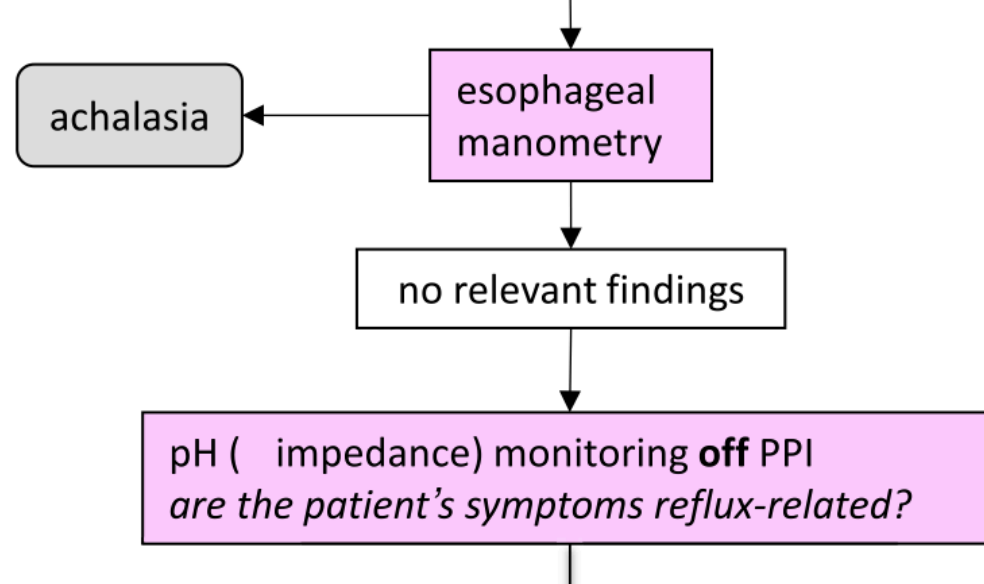 esophageal
manometry
achalasia
no relevant findings
pH (   impedance) monitoring off PPI
are the patient’s symptoms reflux-related?